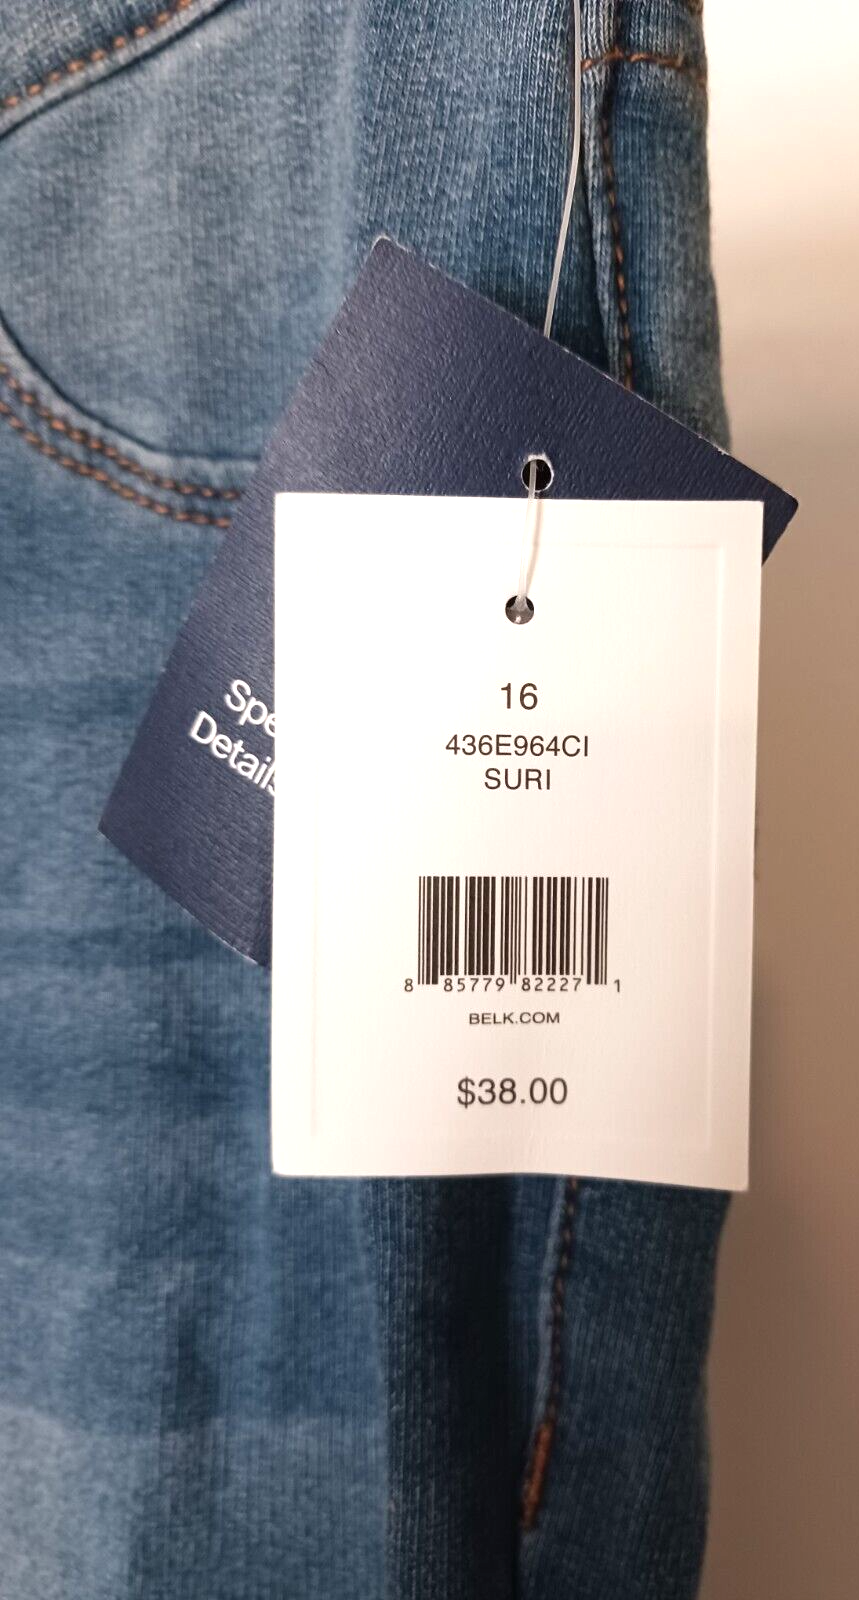 16
436E964CI
SURI
8 85779 82227 1
BELK.COM
$38.00